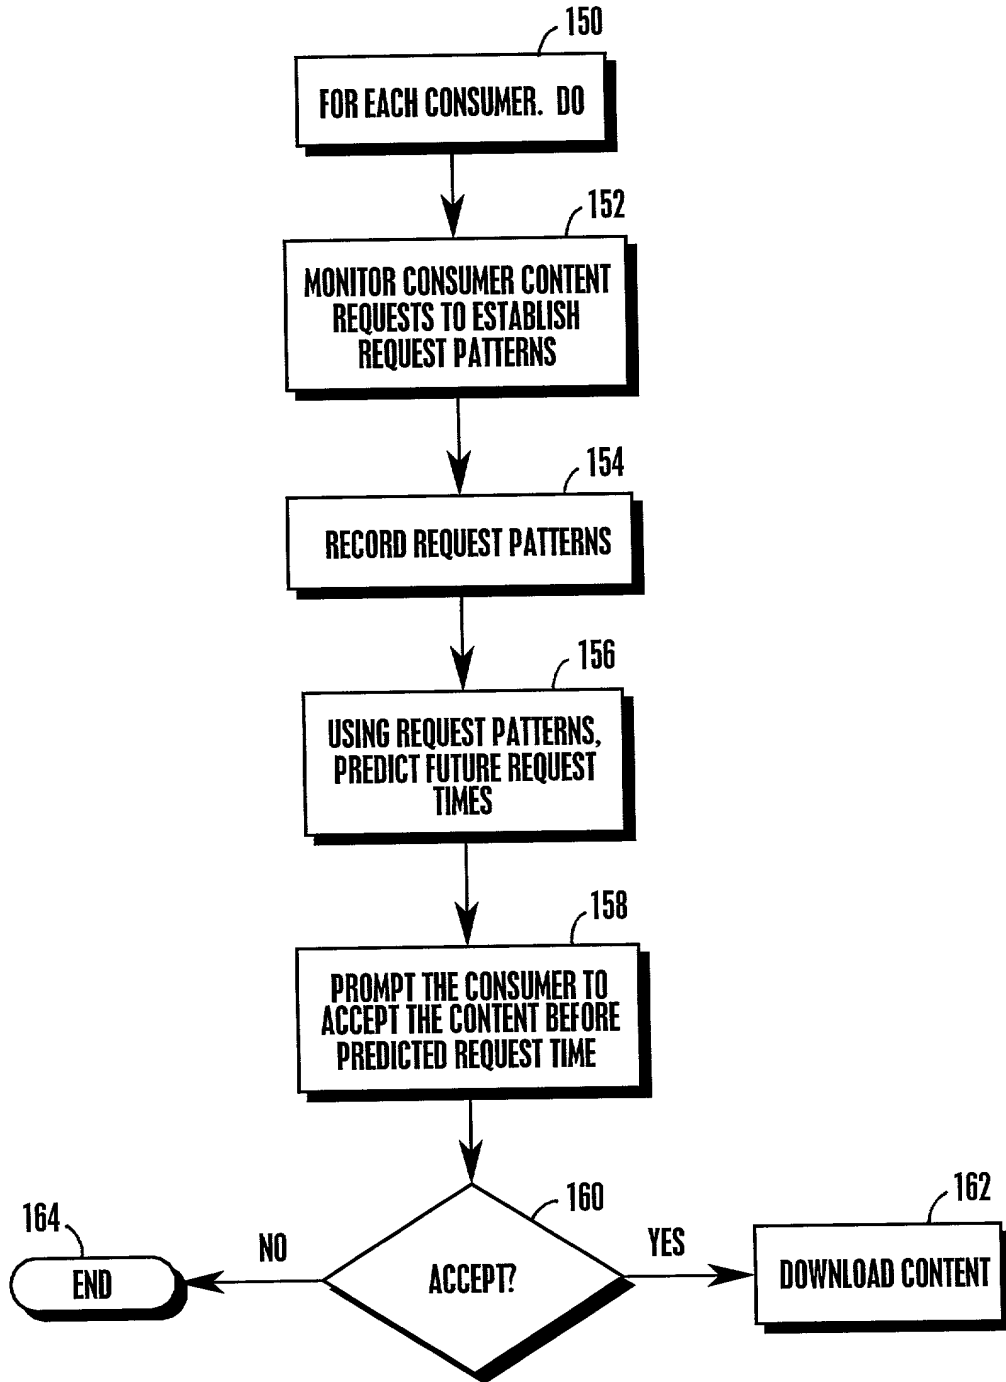 150
FOR EACH CONSUMER. DO
152
MONITOR CONSUMER CONTENT
REQUESTS TO ESTABLISH
REQUEST PATTERNS
154
RECORD REQUEST PATTERNS
156
USING REQUEST PATTERNS,
PREDICT FUTURE REQUEST
TIMES
158
PROMPT THE CONSUMER TO
ACCEPT THE CONTENT BEFORE
PREDICTED REQUEST TIME
160
ACCEPT?
NO
164
END
YES
162
DOWNLOAD CONTENT